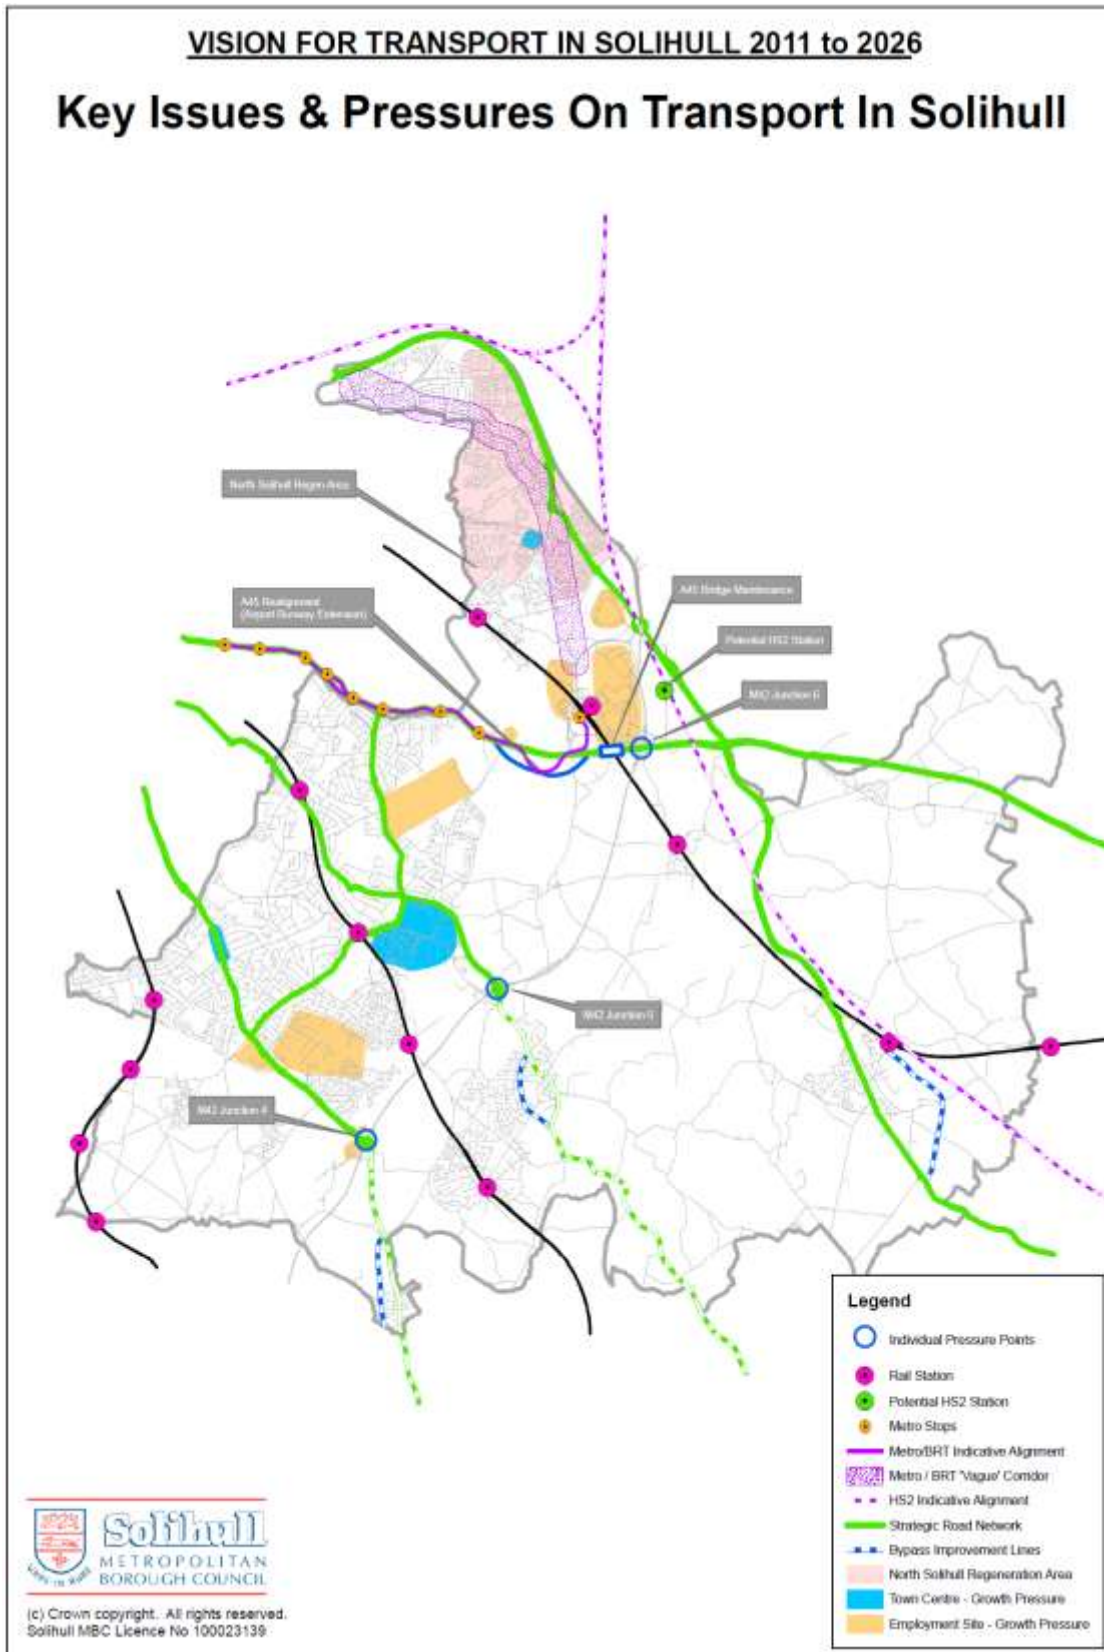 VISION FOR TRANSPORT IN SOLIHULL 2011 to 2026
Key Issues & Pressures On Transport In Solihull
North Solihull Regen Area
A45 Realignment
(Airport Runway Extension)
A45 Bridge Maintenance
Potential HS2 Station
M42 Junction 6
M42 Junction 5
M42 Junction 4
Legend
Individual Pressure Points
Rail Station
Potential HS2 Station
Metro Stops
Metro/BRT Indicative Alignment
Metro / BRT 'Vague' Corridor
HS2 Indicative Alignment
Strategic Road Network
Bypass Improvement Lines
North Solihull Regeneration Area
Town Centre - Growth Pressure
Employment Site - Growth Pressure
Solihull
METROPOLITAN
BOROUGH COUNCIL
(c) Crown copyright. All rights reserved.
Solihull MBC Licence No 100023139